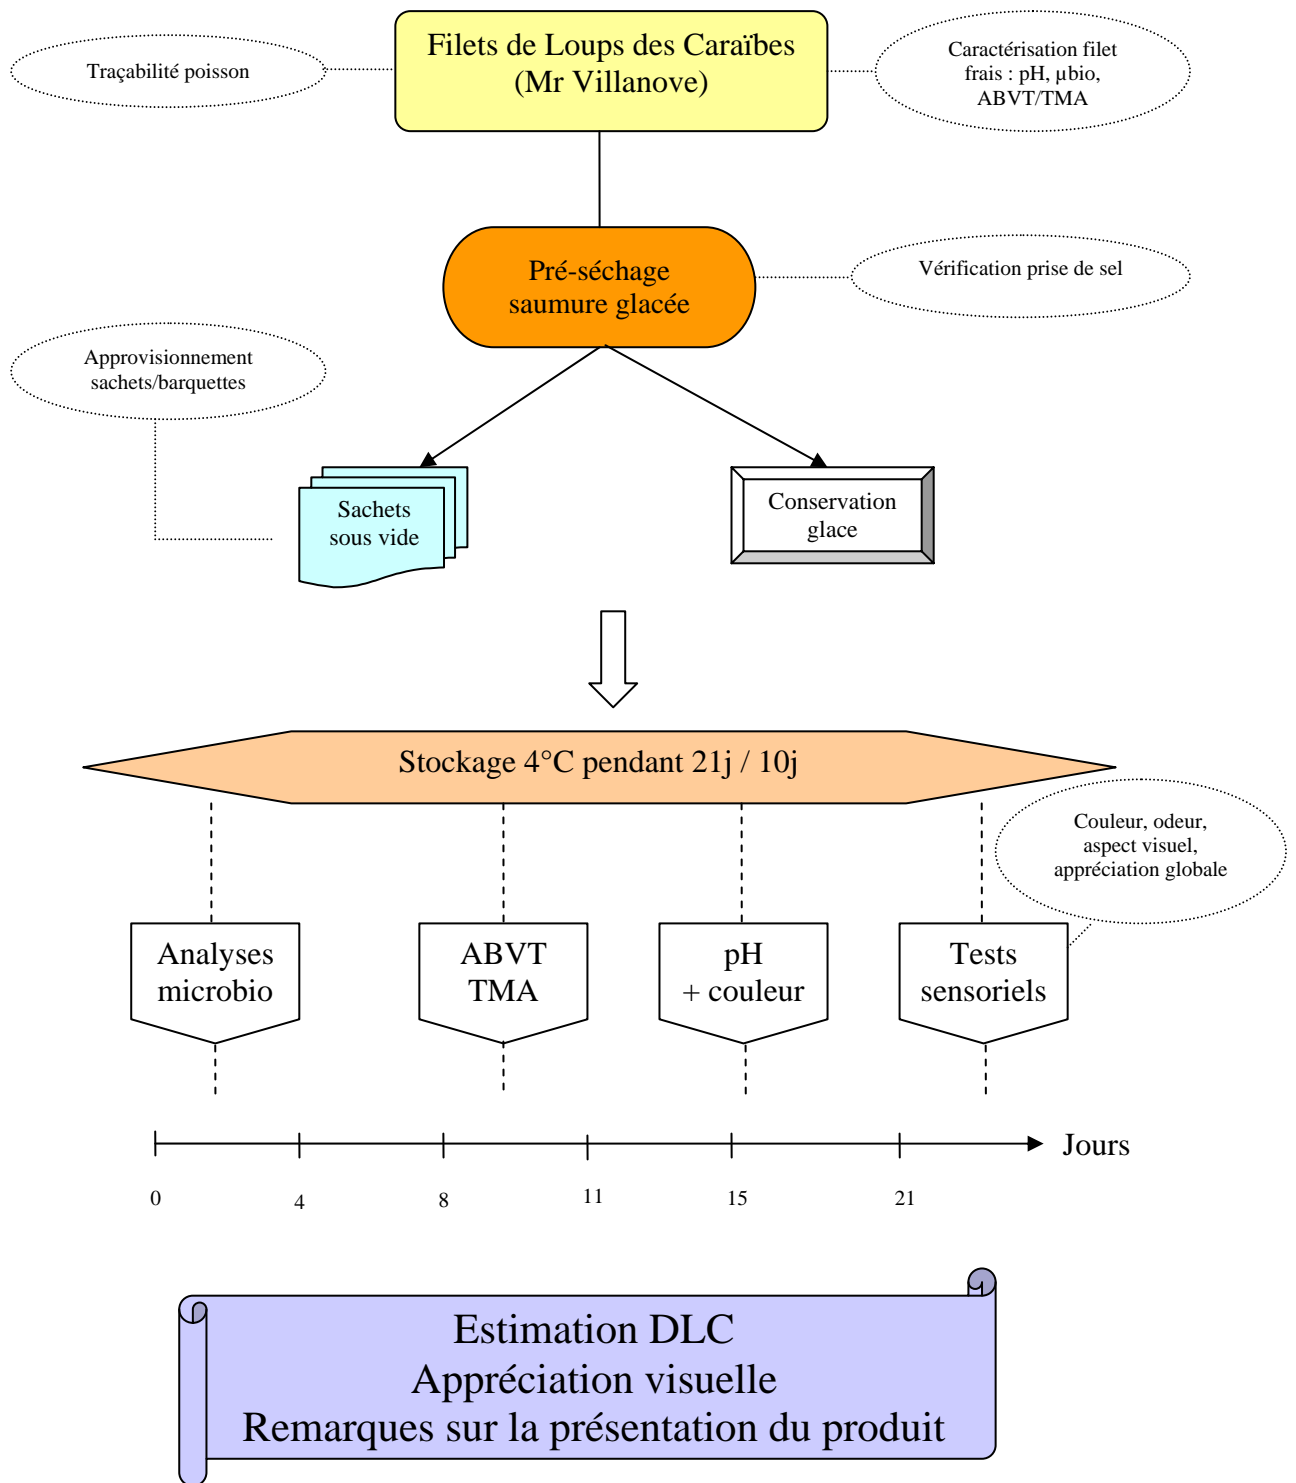 Filets de Loups des Caraïbes
(Mr Villanove)
Traçabilité poisson
Caractérisation filet
frais : pH, µbio,
ABVT/TMA
Pré-séchage
saumure glacée
Vérification prise de sel
Approvisionnement
sachets/barquettes
Sachets
sous vide
Conservation
glace
Stockage 4°C pendant 21j / 10j
Couleur, odeur,
aspect visuel,
appréciation globale
Analyses
microbio
ABVT
TMA
pH
+ couleur
Tests
sensoriels
Jours
0
4
8
11
15
21
Estimation DLC
Appréciation visuelle
Remarques sur la présentation du produit